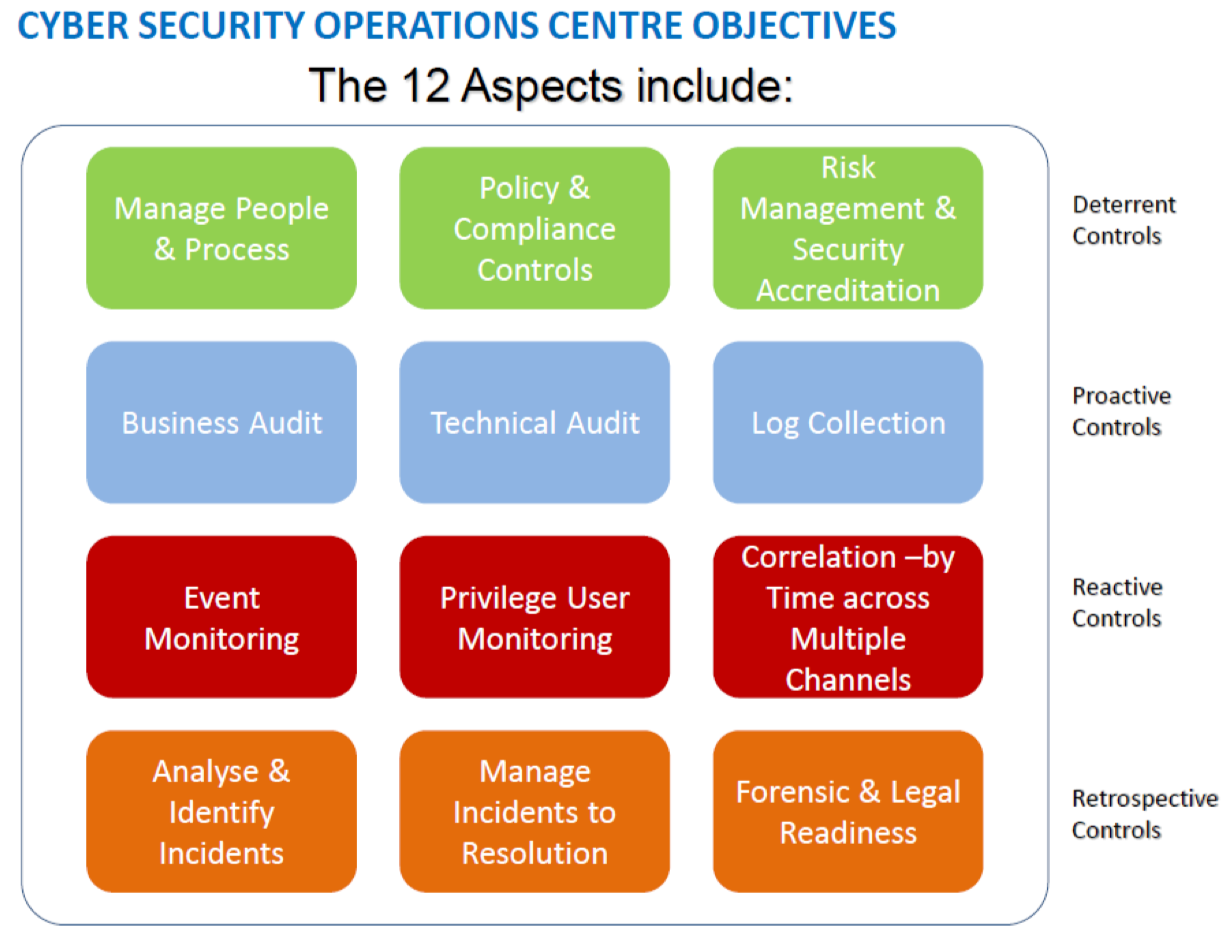 CYBER SECURITY OPERATIONS CENTRE OBJECTIVES
The 12 Aspects include:
Manage People
& Process
Policy &
Compliance
Controls
Risk
Management &
Security
Accreditation
Deterrent
Controls
Business Audit
Technical Audit
Log Collection
Proactive
Controls
Event
Monitoring
Privilege User
Monitoring
Correlation –by
Time across
Multiple
Channels
Reactive
Controls
Analyse &
Identify
Incidents
Manage
Incidents to
Resolution
Forensic & Legal
Readiness
Retrospective
Controls